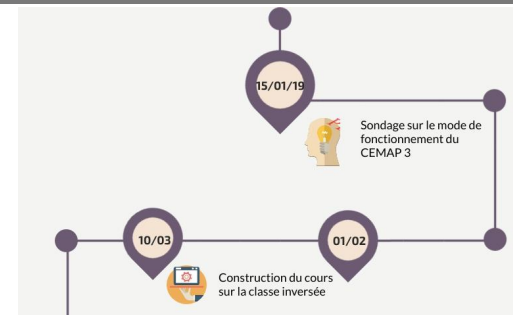 15/01/19
Sondage sur le mode de
fonctionnement du
CEMAP 3
10/03
01/02
Construction du cours
sur la classe inversée